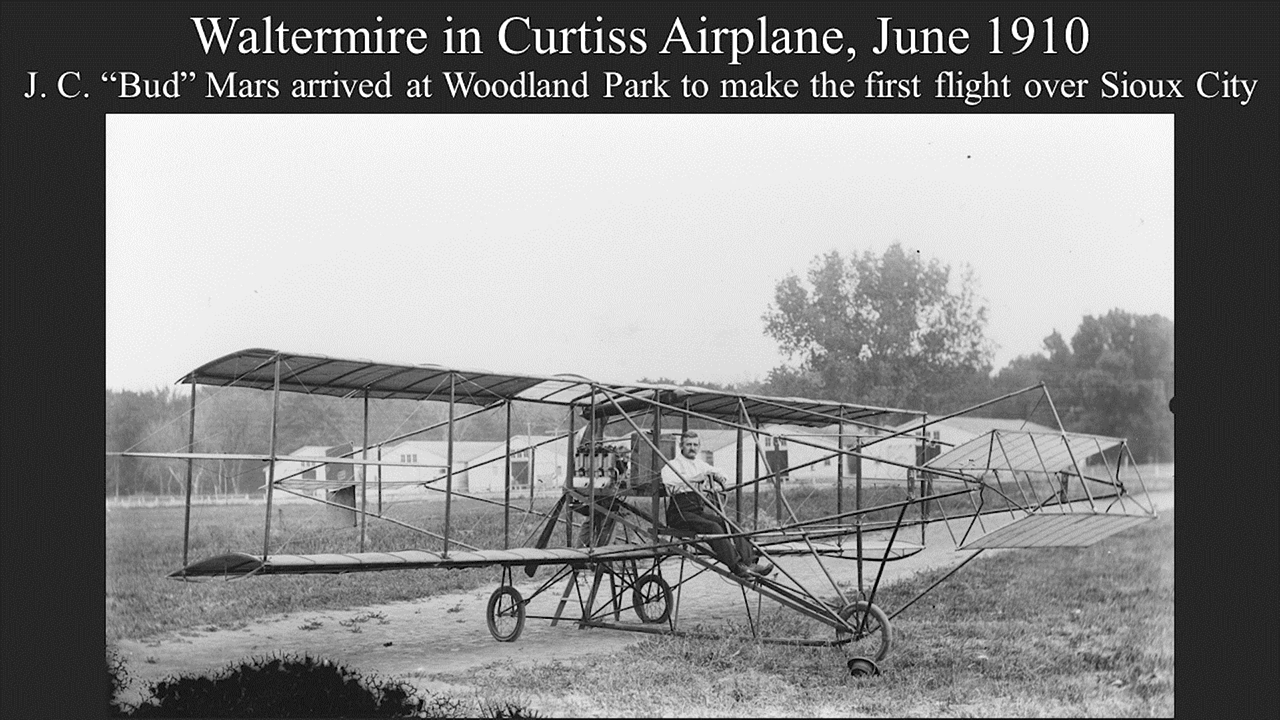 Waltermire in Curtiss Airplane, June 1910
J. C. “Bud” Mars arrived at Woodland Park to make the first flight over Sioux City